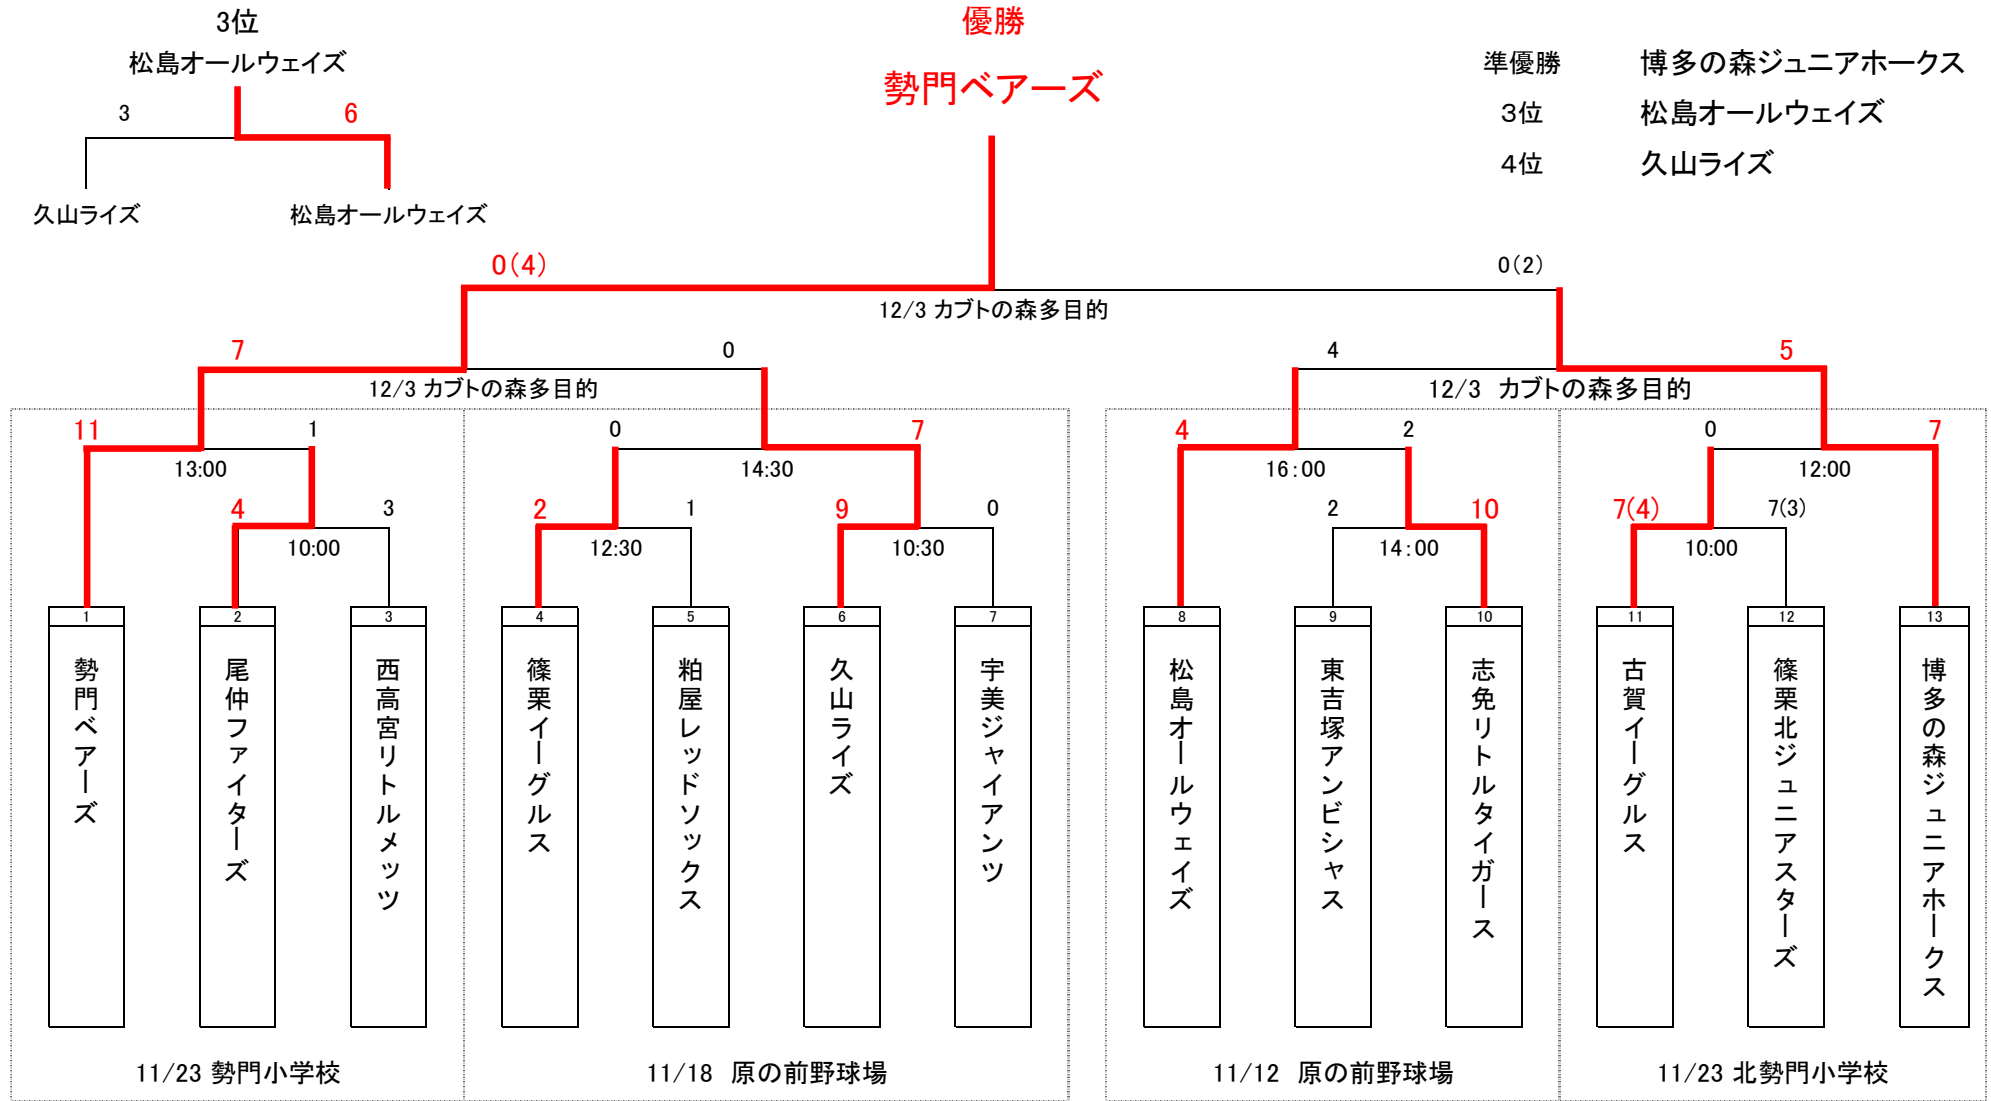 3位
松島オールウェイズ
3
6
久山ライズ
松島オールウェイズ
優勝
勢門ベアーズ
準優勝 博多の森ジュニアホークス
3位 松島オールウェイズ
4位 久山ライズ
0(4)
0(2)
12/3 カブトの森多目的
7
0
12/3 カブトの森多目的
4
5
12/3 カブトの森多目的
11
1
13:00
0
7
14:30
4
2
16:00
0
7
12:00
4
3
10:00
2
1
12:30
9
0
10:30
2
10
14:00
7(4)
7(3)
10:00
1
2
3
4
5
6
7
8
9
10
11
12
13
勢門ベアーズ
尾仲ファイターズ
西高宮リトルメッツ
篠栗イーグルス
粕屋レッドソックス
久山ライズ
宇美ジャイアンツ
松島オールウェイズ
東吉塚アンビシャス
志免リトルタイガース
古賀イーグルス
篠栗北ジュニアスターズ
博多の森ジュニアホークス
11/23 勢門小学校
11/18 原の前野球場
11/12 原の前野球場
11/23 北勢門小学校